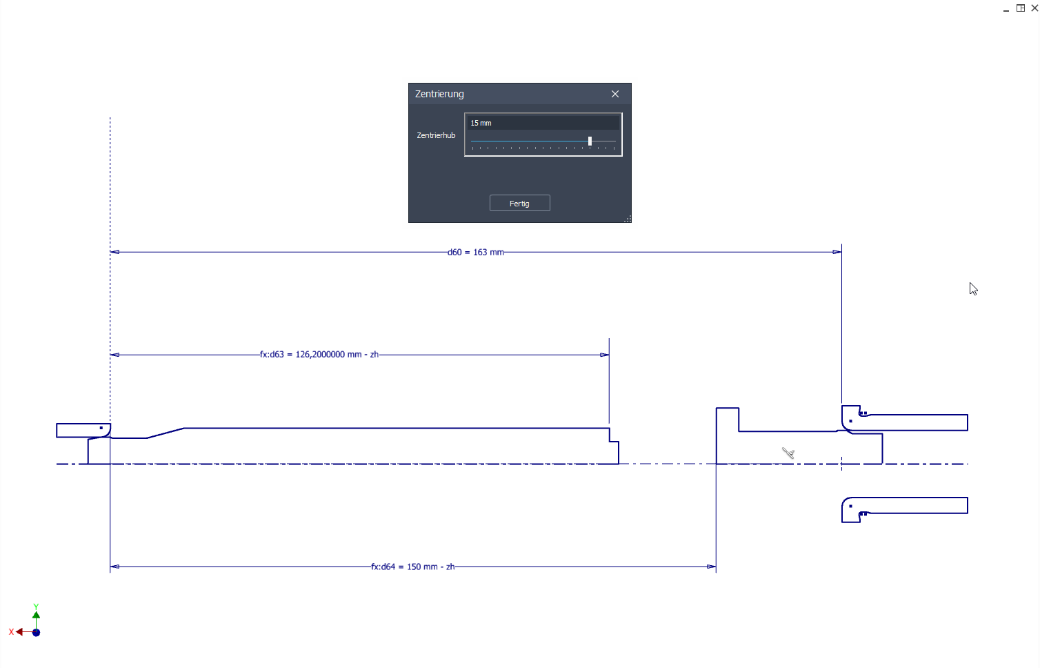 Zentrierung
15 mm
Zentrierhub
Fertig
d60 = 163 mm
fx:d63 = 126,2000000 mm - zh
fx:d64 = 150 mm - zh
Y
X